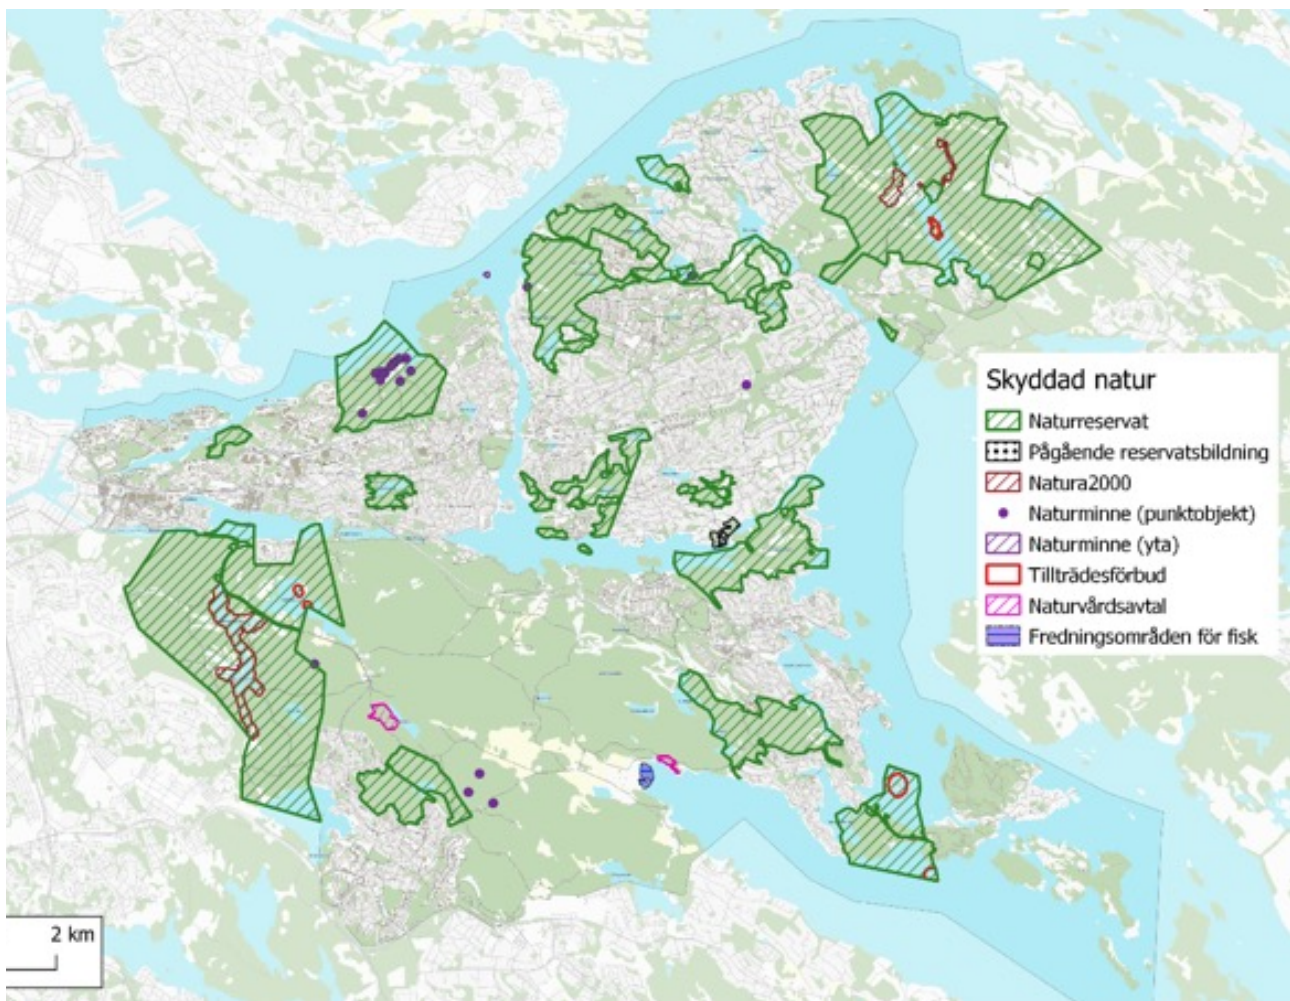 Skyddad natur
Naturreservat
Pågående reservatsbildning
Natura2000
Naturminne (punktobjekt)
Naturminne (yta)
Tillträdesförbud
Naturvårdsavtal
Fredningsområden för fisk
2 km